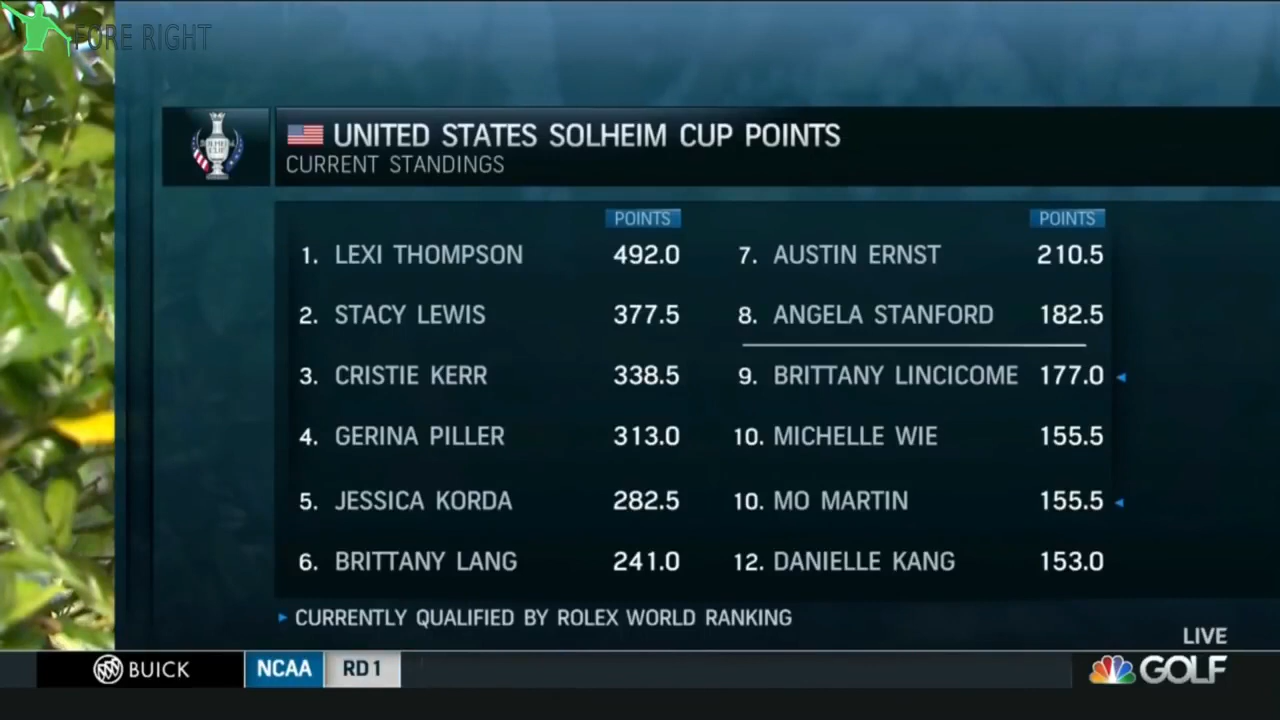 FORE RIGHT
SOLHEIM CUP
UNITED STATES SOLHEIM CUP POINTS
CURRENT STANDINGS
POINTS
1. LEXI THOMPSON 492.0
2. STACY LEWIS 377.5
3. CRISTIE KERR 338.5
4. GERINA PILLER 313.0
5. JESSICA KORDA 282.5
6. BRITTANY LANG 241.0
POINTS
7. AUSTIN ERNST 210.5
8. ANGELA STANFORD 182.5
9. BRITTANY LINCICOME 177.0
10. MICHELLE WIE 155.5
10. MO MARTIN 155.5
12. DANIELLE KANG 153.0
CURRENTLY QUALIFIED BY ROLEX WORLD RANKING
LIVE
BUICK NCAA RD 1 GOLF